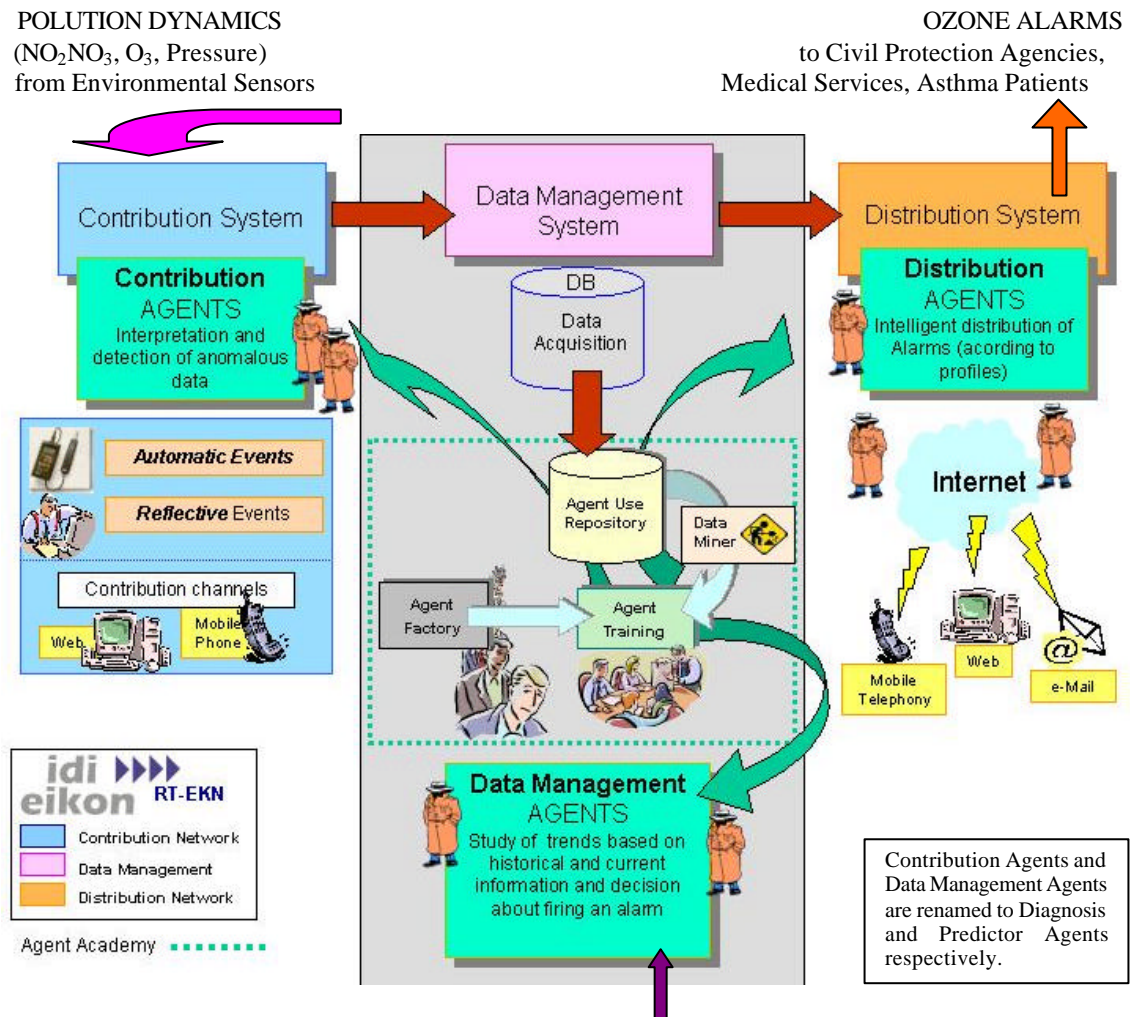 POLUTION DYNAMICS
(NO₂NO₃, O₃, Pressure)
from Environmental Sensors
OZONE ALARMS
to Civil Protection Agencies,
Medical Services, Asthma Patients
Contribution System
Data Management
System
Distribution System
Contribution
AGENTS
Interpretation and
detection of anomalous
data
DB
Data
Acquisition
Distribution
AGENTS
Intelligent distribution of
Alarms (acording to
profiles)
Automatic Events
Reflective Events
Contribution channels
Web
Mobile
Phone
Agent Use
Repository
Data
Miner
Agent
Factory
Agent
Training
Internet
Mobile
Telephony
Web
@
e-Mail
Data Management
AGENTS
Study of trends based on
historical and current
information and decision
about firing an alarm
idi
eikon
RT-EKN
Contribution Network
Data Management
Distribution Network
Agent Academy
Contribution Agents and
Data Management Agents
are renamed to Diagnosis
and Predictor Agents
respectively.